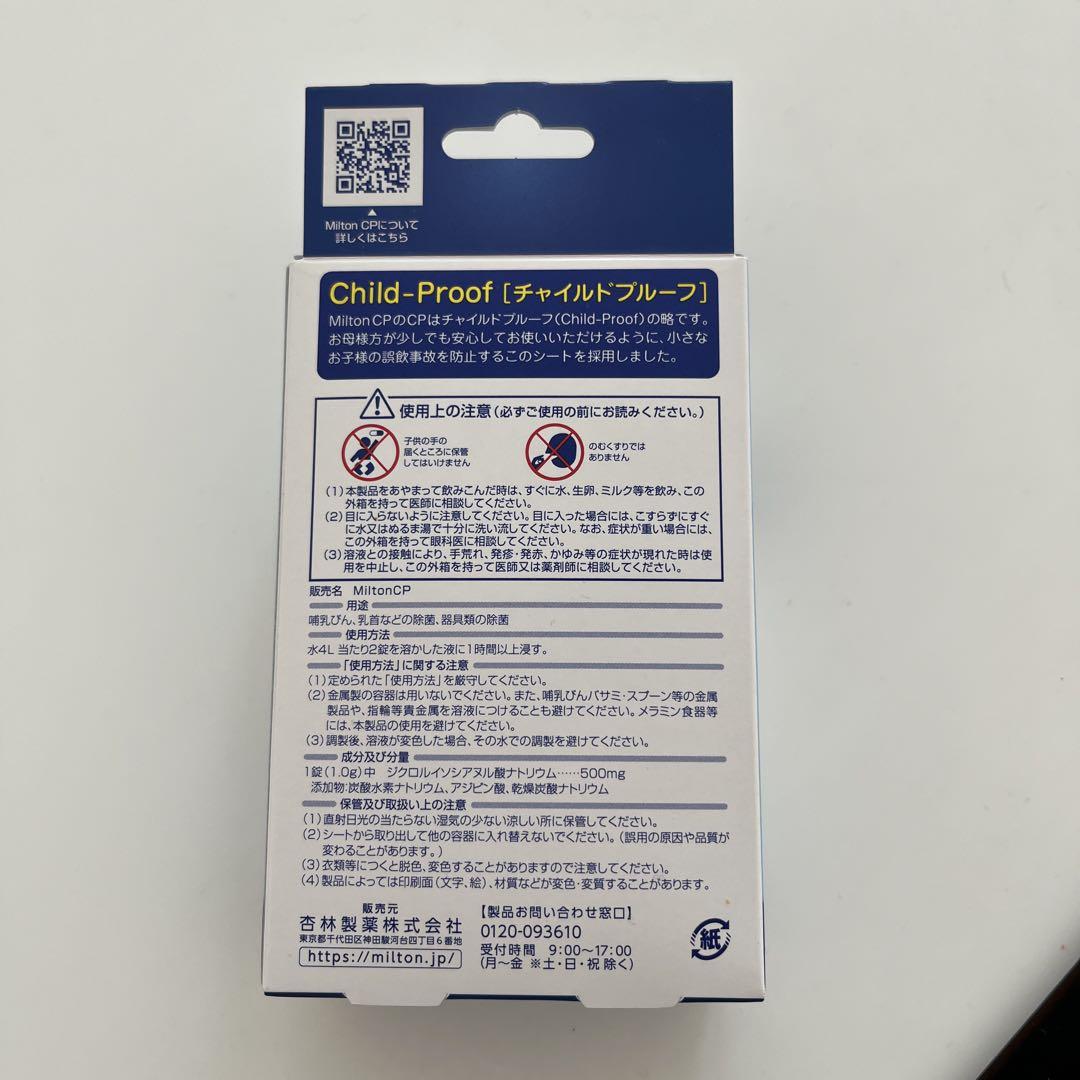 Milton CPについて
詳しくはこちら
Child-Proof [チャイルドプルーフ]
Milton CPのCPはチャイルドプルーフ(Child-Proof)の略です。
お母様方が少しでも安心してお使いいただけるように、小さな
お子様の誤飲事故を防止するこのシートを採用しました。
使用上の注意(必ずご使用の前にお読みください。)
子供の手の
届くところに保管
してはいけません
のむくすりでは
ありません
(1)本製品をあやまって飲みこんだ時は、すぐに水、生卵、ミルク等を飲み、この
外箱を持って医師に相談してください。
(2)目に入らないように注意してください。目に入った場合には、こすらずにすぐ
に水又はぬるま湯で十分に洗い流してください。なお、症状が重い場合には、
この外箱を持って眼科医に相談してください。
(3)溶液との接触により、手荒れ、発疹・発赤、かゆみ等の症状が現れた時は使
用を中止し、この外箱を持って医師又は薬剤師に相談してください。
販売名 MiltonCP
用途
哺乳びん、乳首などの除菌、器具類の除菌
使用方法
水4L 当たり2錠を溶かした液に1時間以上浸す。
「使用方法」に関する注意
(1)定められた「使用方法」を厳守してください。
(2)金属製の容器は用いないでください。また、哺乳びんバサミ・スプーン等の金属
製品や、指輪等貴金属を溶液につけることも避けてください。メラミン食器等
には、本製品の使用を避けてください。
(3)調製後、溶液が変色した場合、その水での調製を避けてください。
成分及び分量
1錠(1.0g)中 ジクロルイソシアヌル酸ナトリウム……500mg
添加物:炭酸水素ナトリウム、アジピン酸、乾燥炭酸ナトリウム
保管及び取扱い上の注意
(1)直射日光の当たらない湿気の少ない涼しい所に保管してください。
(2)シートから取り出して他の容器に入れ替えないでください。(誤用の原因や品質が
変わることがあります。)
(3)衣類等につくと脱色、変色することがありますので注意してください。
(4)製品によっては印刷面(文字、絵)、材質などが変色・変質することがあります。
販売元
杏林製薬株式会社
東京都千代田区神田駿河台四丁目6番地
https://milton.jp/
【製品お問い合わせ窓口】
0120-093610
受付時間 9:00〜17:00
(月〜金 ※土・日・祝 除く)
紙